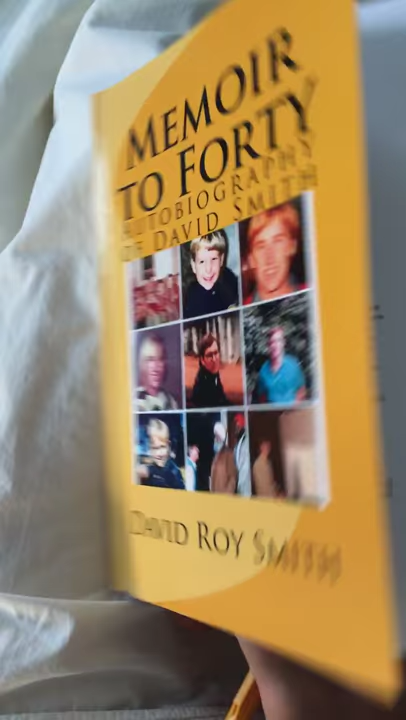 MEMOIR
TO FORTY
AUTOBIOGRAPHY
OF DAVID SMITH
DAVID ROY SMITH